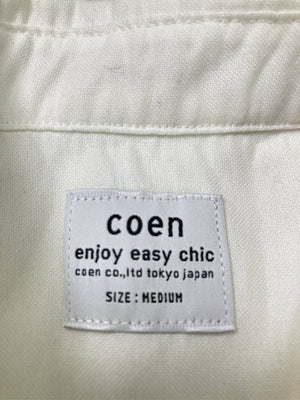 coen
enjoy easy chic
coen co.,ltd tokyo japan
SIZE : MEDIUM